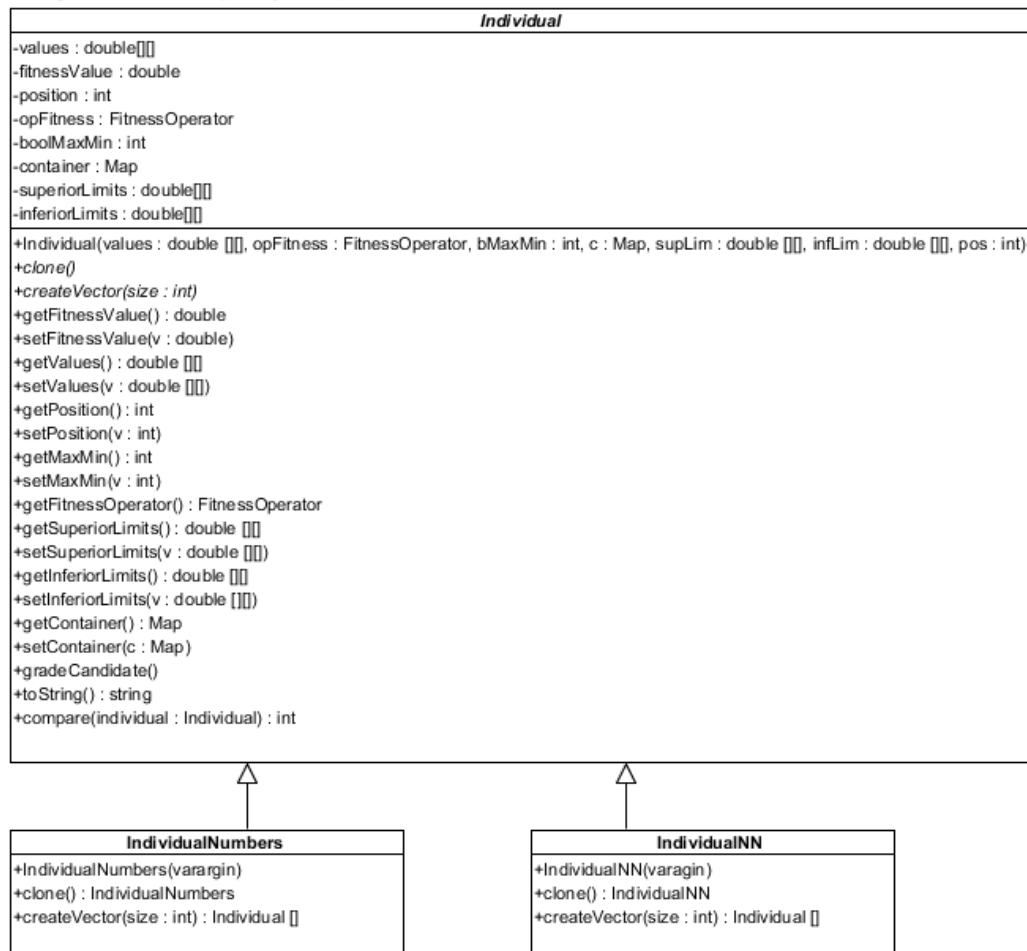 Individual
-values : double[][]
-fitnessValue : double
-position : int
-opFitness : FitnessOperator
-boolMaxMin : int
-container : Map
-superiorLimits : double[][]
-inferiorLimits : double[][]
+Individual(values : double [][], opFitness : FitnessOperator, bMaxMin : int, c : Map, supLim : double [][], infLim : double [][], pos : int)
+clone()
+createVector(size : int)
+getFitnessValue() : double
+setFitnessValue(v : double)
+getValues() : double [][]
+setValues(v : double [][])
+getPosition() : int
+setPosition(v : int)
+getMaxMin() : int
+setMaxMin(v : int)
+getFitnessOperator() : FitnessOperator
+getSuperiorLimits() : double [][]
+setSuperiorLimits(v : double [][])
+getInferiorLimits() : double [][]
+setInferiorLimits(v : double [][])
+getContainer() : Map
+setContainer(c : Map)
+gradeCandidate()
+toString() : string
+compare(individual : Individual) : int
IndividualNumbers
+IndividualNumbers(varargin)
+clone() : IndividualNumbers
+createVector(size : int) : Individual []
IndividualNN
+IndividualNN(varagin)
+clone() : IndividualNN
+createVector(size : int) : Individual []